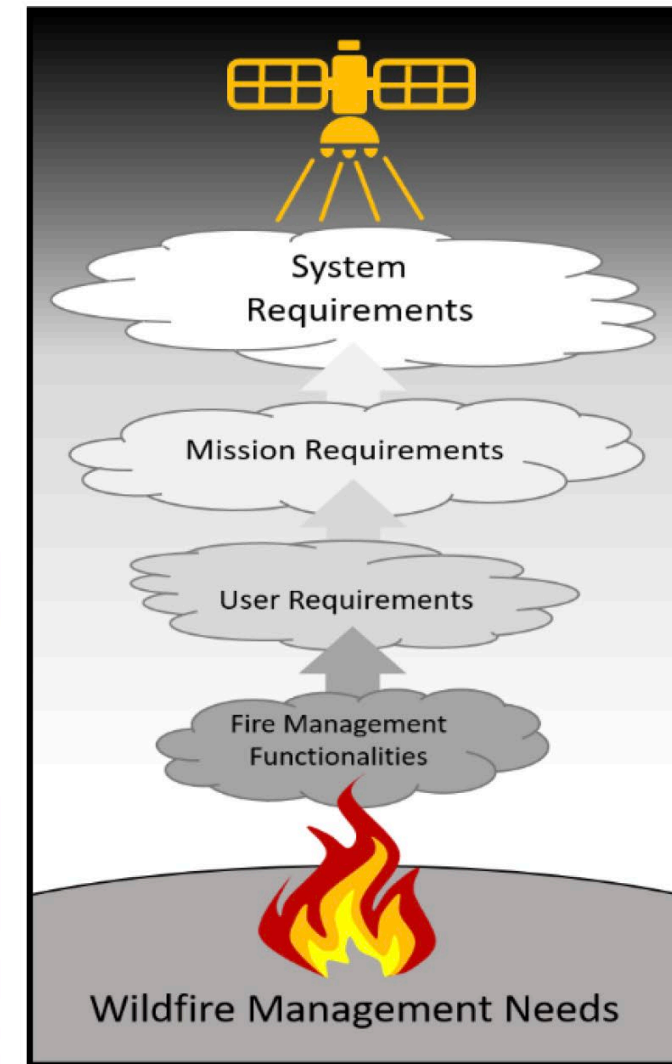 System
Requirements
Mission Requirements
User Requirements
Fire Management
Functionalities
Wildfire Management Needs